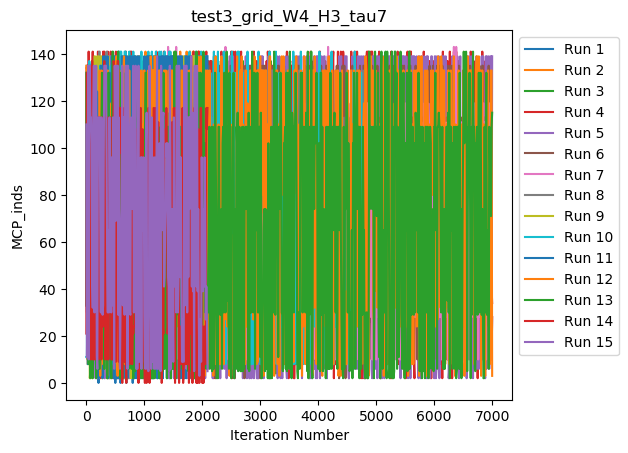 test3_grid_W4_H3_tau7
MCP_inds
140
120
100
80
60
40
20
0
0 1000 2000 3000 4000 5000 6000 7000
Iteration Number
Run 1
Run 2
Run 3
Run 4
Run 5
Run 6
Run 7
Run 8
Run 9
Run 10
Run 11
Run 12
Run 13
Run 14
Run 15